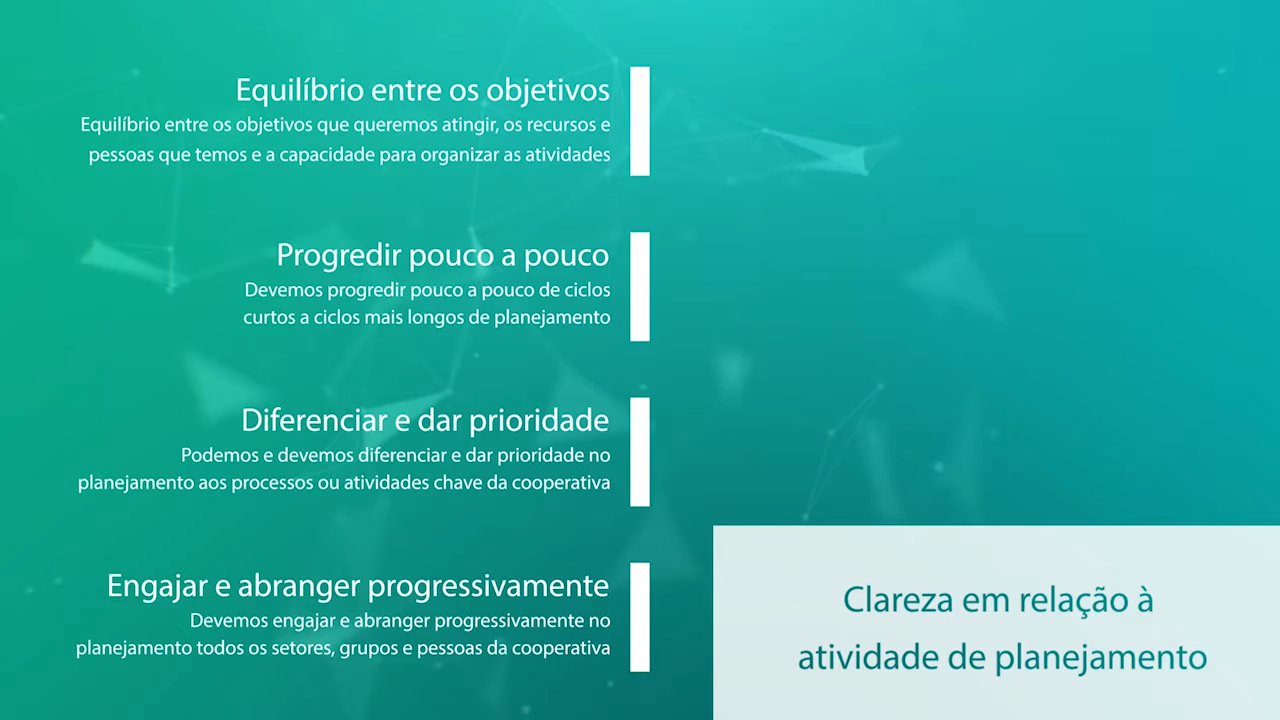 Equilíbrio entre os objetivos
Equilíbrio entre os objetivos que queremos atingir, os recursos e
pessoas que temos e a capacidade para organizar as atividades
Progredir pouco a pouco
Devemos progredir pouco a pouco de ciclos
curtos a ciclos mais longos de planejamento
Diferenciar e dar prioridade
Podemos e devemos diferenciar e dar prioridade no
planejamento aos processos ou atividades chave da cooperativa
Engajar e abranger progressivamente
Devemos engajar e abranger progressivamente no
planejamento todos os setores, grupos e pessoas da cooperativa
Clareza em relação à
atividade de planejamento